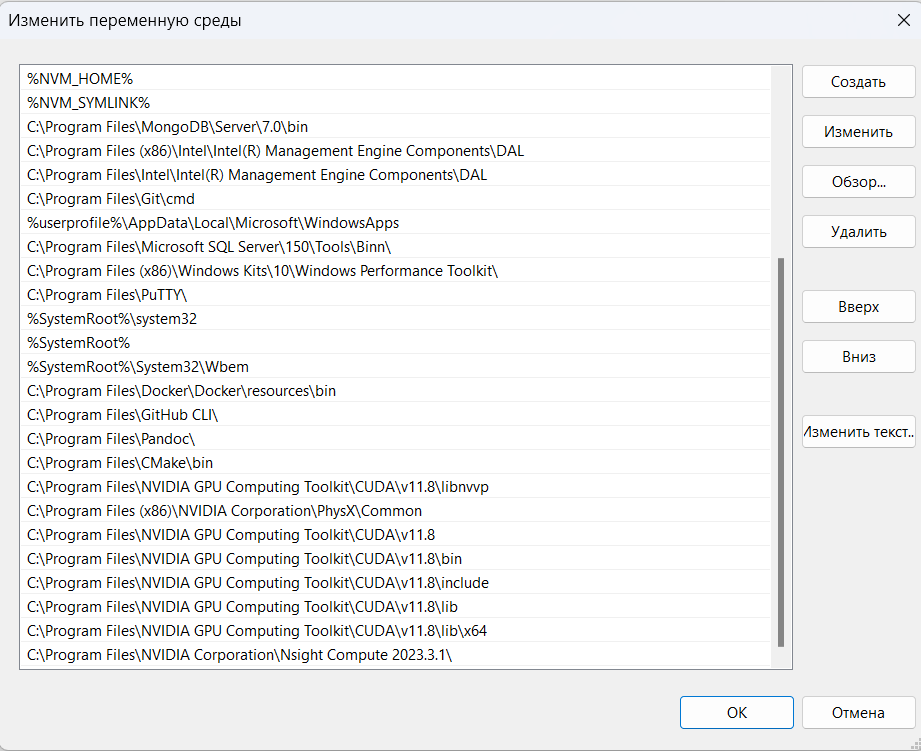 Изменить переменную среды
%NVM_HOME%
%NVM_SYMLINK%
C:\Program Files\MongoDB\Server\7.0\bin
C:\Program Files (x86)\Intel\Intel(R) Management Engine Components\DAL
C:\Program Files\Intel\Intel(R) Management Engine Components\DAL
C:\Program Files\Git\cmd
%userprofile%\AppData\Local\Microsoft\WindowsApps
C:\Program Files\Microsoft SQL Server\150\Tools\Binn\
C:\Program Files (x86)\Windows Kits\10\Windows Performance Toolkit\
C:\Program Files\PuTTY\
%SystemRoot%\system32
%SystemRoot%
%SystemRoot%\System32\Wbem
C:\Program Files\Docker\Docker\resources\bin
C:\Program Files\GitHub CLI\
C:\Program Files\Pandoc\
C:\Program Files\CMake\bin
C:\Program Files\NVIDIA GPU Computing Toolkit\CUDA\v11.8\libnvvp
C:\Program Files (x86)\NVIDIA Corporation\PhysX\Common
C:\Program Files\NVIDIA GPU Computing Toolkit\CUDA\v11.8
C:\Program Files\NVIDIA GPU Computing Toolkit\CUDA\v11.8\bin
C:\Program Files\NVIDIA GPU Computing Toolkit\CUDA\v11.8\include
C:\Program Files\NVIDIA GPU Computing Toolkit\CUDA\v11.8\lib
C:\Program Files\NVIDIA GPU Computing Toolkit\CUDA\v11.8\lib\x64
C:\Program Files\NVIDIA Corporation\Nsight Compute 2023.3.1\
Создать
Изменить
Обзор...
Удалить
Вверх
Вниз
Изменить текст..
ОК
Отмена